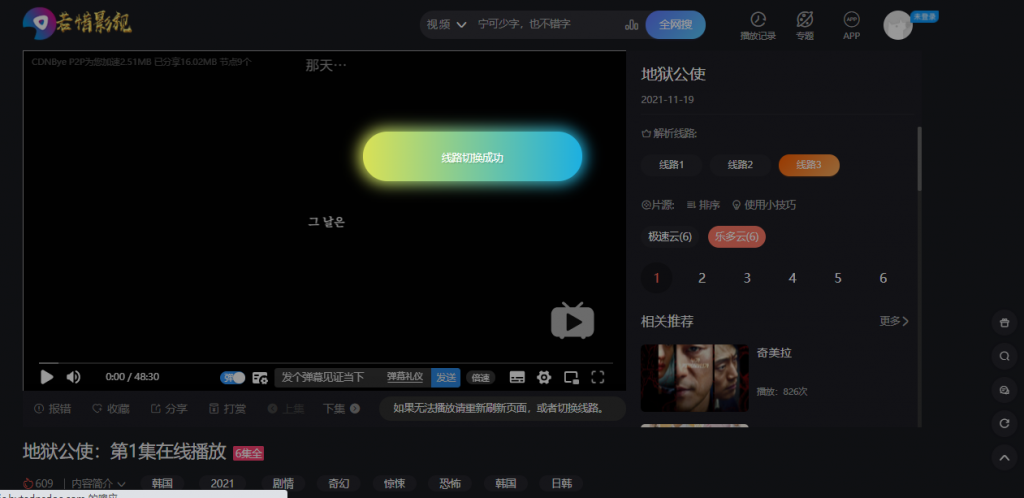 若惜影视
视频
宁可少字，也不错字
全网搜
播放记录
专题
APP
APP
未登录
CDNBye P2P为您加速2.51MB 已分享16.02MB 节点9个
那天…
线路切换成功
그 날은
0:00 / 48:30
弹
发个弹幕见证当下
弹幕礼仪
发送
倍速
报错
收藏
分享
打赏
上集
下集
如果无法播放请重新刷新页面，或者切换线路。
地狱公使
2021-11-19
解析线路:
线路1
线路2
线路3
片源:
排序
使用小技巧
极速云(6)
乐多云(6)
1
2
3
4
5
6
相关推荐
更多
奇美拉
播放：826次
地狱公使：第1集在线播放
6集全
609
内容简介
韩国
2021
剧情
奇幻
惊悚
恐怖
韩国
日韩